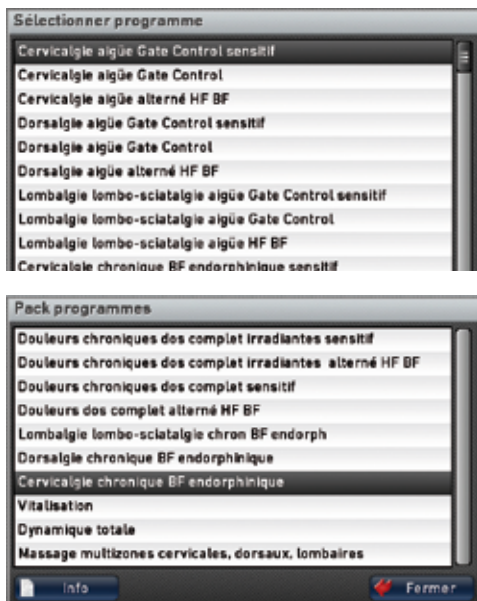 Sélectionner programme
Cervicalgie aigüe Gate Control sensitif
Cervicalgie aigüe Gate Control
Cervicalgie aigüe alterné HF BF
Dorsalgie aigüe Gate Control sensitif
Dorsalgie aigüe Gate Control
Dorsalgie aigüe alterné HF BF
Lombalgie lombo-sciatalgie aigüe Gate Control sensitif
Lombalgie lombo-sciatalgie aigüe Gate Control
Lombalgie lombo-sciatalgie aigüe HF BF
Cervicalgie chronique BF endorphinique sensitif
Pack programmes
Douleurs chroniques dos complet irradiantes sensitif
Douleurs chroniques dos complet irradiantes alterné HF BF
Douleurs chroniques dos complet sensitif
Douleurs dos complet alterné HF BF
Lombalgie lombo-sciatalgie chron BF endorph
Dorsalgie chronique BF endorphinique
Cervicalgie chronique BF endorphinique
Vitalisation
Dynamique totale
Massage multizones cervicales, dorsaux, lombaires
Info
Fermer